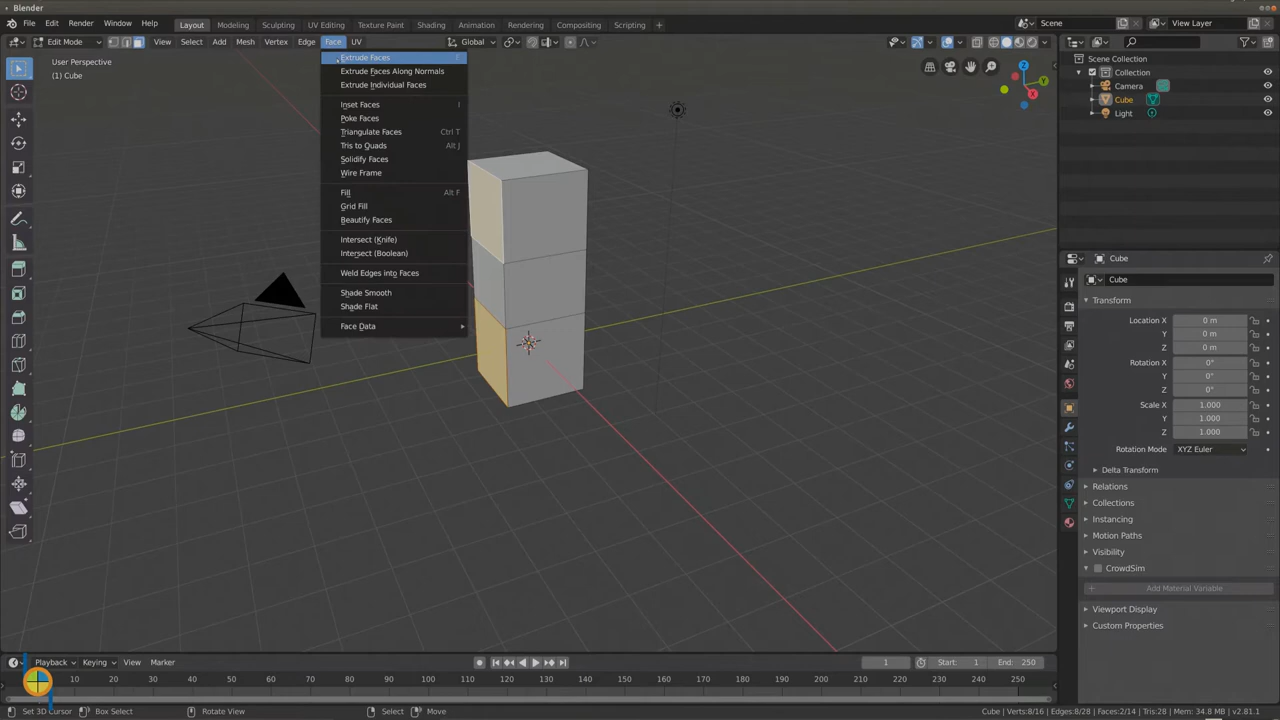 Blender
File Edit Render Window Help Layout Modeling Sculpting UV Editing Texture Paint Shading Animation Rendering Compositing Scripting + Scene View Layer
Edit Mode View Select Add Mesh Vertex Edge Face UV Global
User Perspective
(1) Cube
Extrude Faces E
Extrude Faces Along Normals
Extrude Individual Faces
Inset Faces I
Poke Faces
Triangulate Faces Ctrl T
Tris to Quads Alt J
Solidify Faces
Wire Frame
Fill Alt F
Grid Fill
Beautify Faces
Intersect (Knife)
Intersect (Boolean)
Weld Edges into Faces
Shade Smooth
Shade Flat
Face Data
Z
Y
X
Scene Collection
Collection
Camera
Cube
Light
Cube
Cube
Transform
Location X 0 m
Y 0 m
Z 0 m
Rotation X 0°
Y 0°
Z 0°
Scale X 1.000
Y 1.000
Z 1.000
Rotation Mode XYZ Euler
Delta Transform
Relations
Collections
Instancing
Motion Paths
Visibility
CrowdSim
Add Material Variable
Viewport Display
Custom Properties
Playback Keying View Marker 1 Start: 1 End: 250
10 20 30 40 50 60 70 80 90 100 110 120 130 140 150 160 170 180 190 200 210 220 230 240 250
Set 3D Cursor Box Select Rotate View Select Move Cube | Verts:8/16 | Edges:8/28 | Faces:2/14 | Tris:28 | Mem: 34.8 MB | v2.81.1